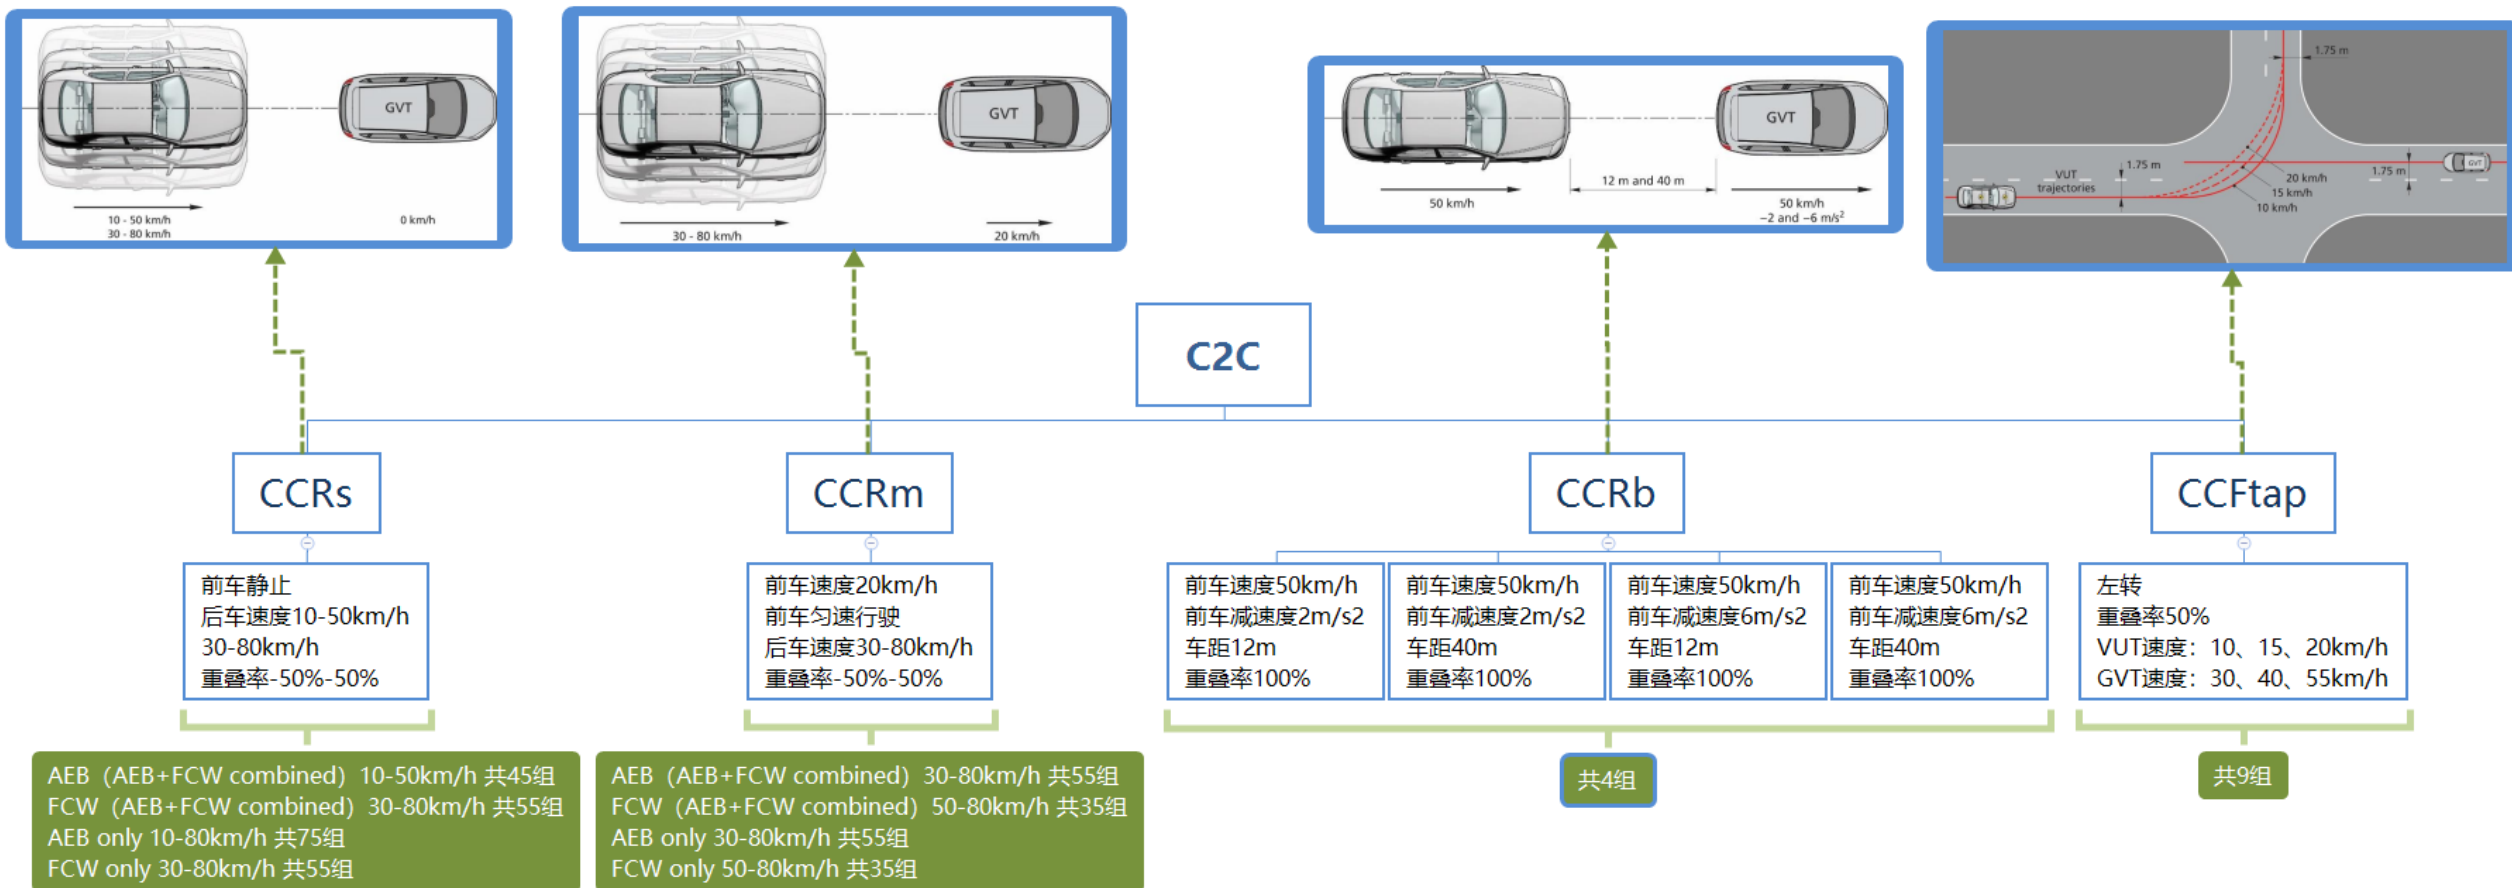 GVT
10 - 50 km/h
30 - 80 km/h
0 km/h
GVT
30 - 80 km/h
20 km/h
GVT
12 m and 40 m
50 km/h
50 km/h
−2 and −6 m/s²
1.75 m
1.75 m
VUT
trajectories
20 km/h
15 km/h
10 km/h
1.75 m
GVT
C2C
CCRs
CCRm
CCRb
CCFtap
前车静止
后车速度10-50km/h
30-80km/h
重叠率-50%-50%
前车速度20km/h
前车匀速行驶
后车速度30-80km/h
重叠率-50%-50%
前车速度50km/h
前车减速度2m/s2
车距12m
重叠率100%
前车速度50km/h
前车减速度2m/s2
车距40m
重叠率100%
前车速度50km/h
前车减速度6m/s2
车距12m
重叠率100%
前车速度50km/h
前车减速度6m/s2
车距40m
重叠率100%
左转
重叠率50%
VUT速度：10、15、20km/h
GVT速度：30、40、55km/h
AEB（AEB+FCW combined）10-50km/h 共45组
FCW（AEB+FCW combined）30-80km/h 共55组
AEB only 10-80km/h 共75组
FCW only 30-80km/h 共55组
AEB（AEB+FCW combined）30-80km/h 共55组
FCW（AEB+FCW combined）50-80km/h 共35组
AEB only 30-80km/h 共55组
FCW only 50-80km/h 共35组
共4组
共9组